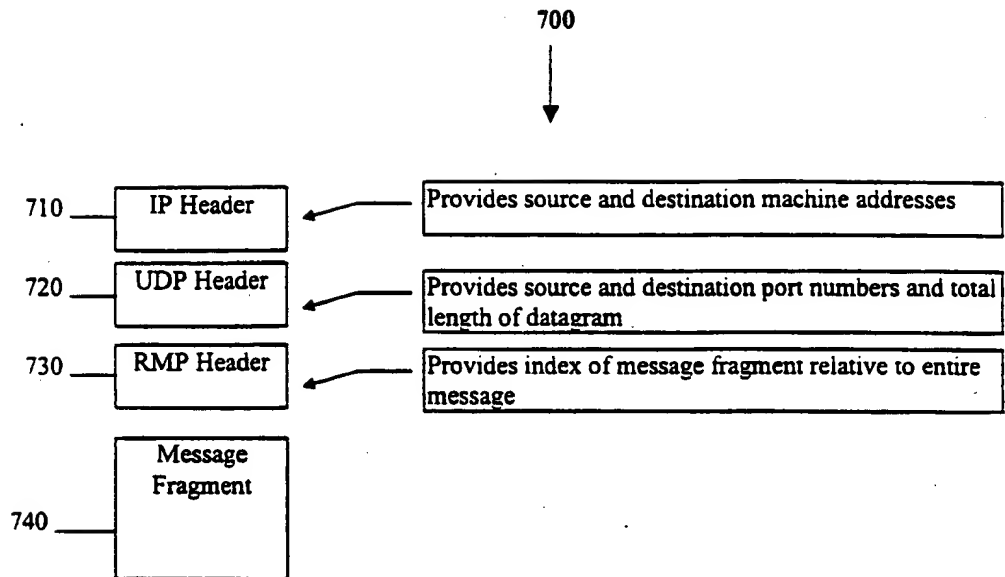 700
710
IP Header
Provides source and destination machine addresses
720
UDP Header
Provides source and destination port numbers and total
length of datagram
730
RMP Header
Provides index of message fragment relative to entire
message
Message
Fragment
740